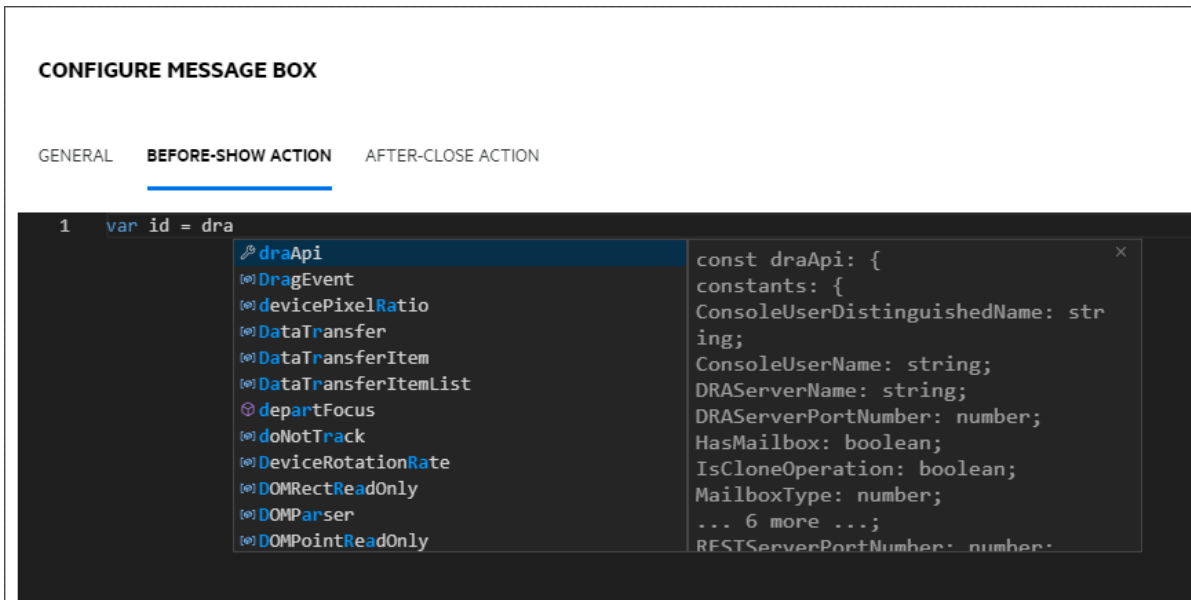 CONFIGURE MESSAGE BOX
GENERAL BEFORE-SHOW ACTION AFTER-CLOSE ACTION
1 var id = dra
draApi
DragEvent
devicePixelRatio
DataTransfer
DataTransferItem
DataTransferItemList
departFocus
doNotTrack
DeviceRotationRate
DOMRectReadOnly
DOMParser
DOMPointReadOnly
const draApi: {
constants: {
ConsoleUserDistinguishedName: str
ing;
ConsoleUserName: string;
DRAServerName: string;
DRAServerPortNumber: number;
HasMailbox: boolean;
IsCloneOperation: boolean;
MailboxType: number;
... 6 more ...;
RESTServerPortNumber: number;